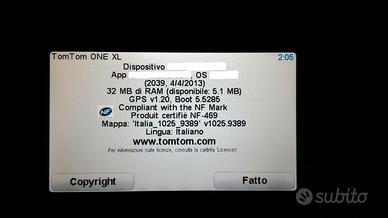 TomTom ONE XL 2:05
Dispositivo
App , OS
(2039, 4/4/2013)
32 MB di RAM (disponibile: 5.1 MB)
GPS v1.20, Boot 5.5285
Compliant with the NF Mark
NF Produit certifié NF-469
Mappa: 'Italia_1025_9389' v1025.9389
Lingua: Italiano
www.tomtom.com
Per informazioni sulle licenze, consulta la cartella 'Licences'.
Copyright Fatto
subito